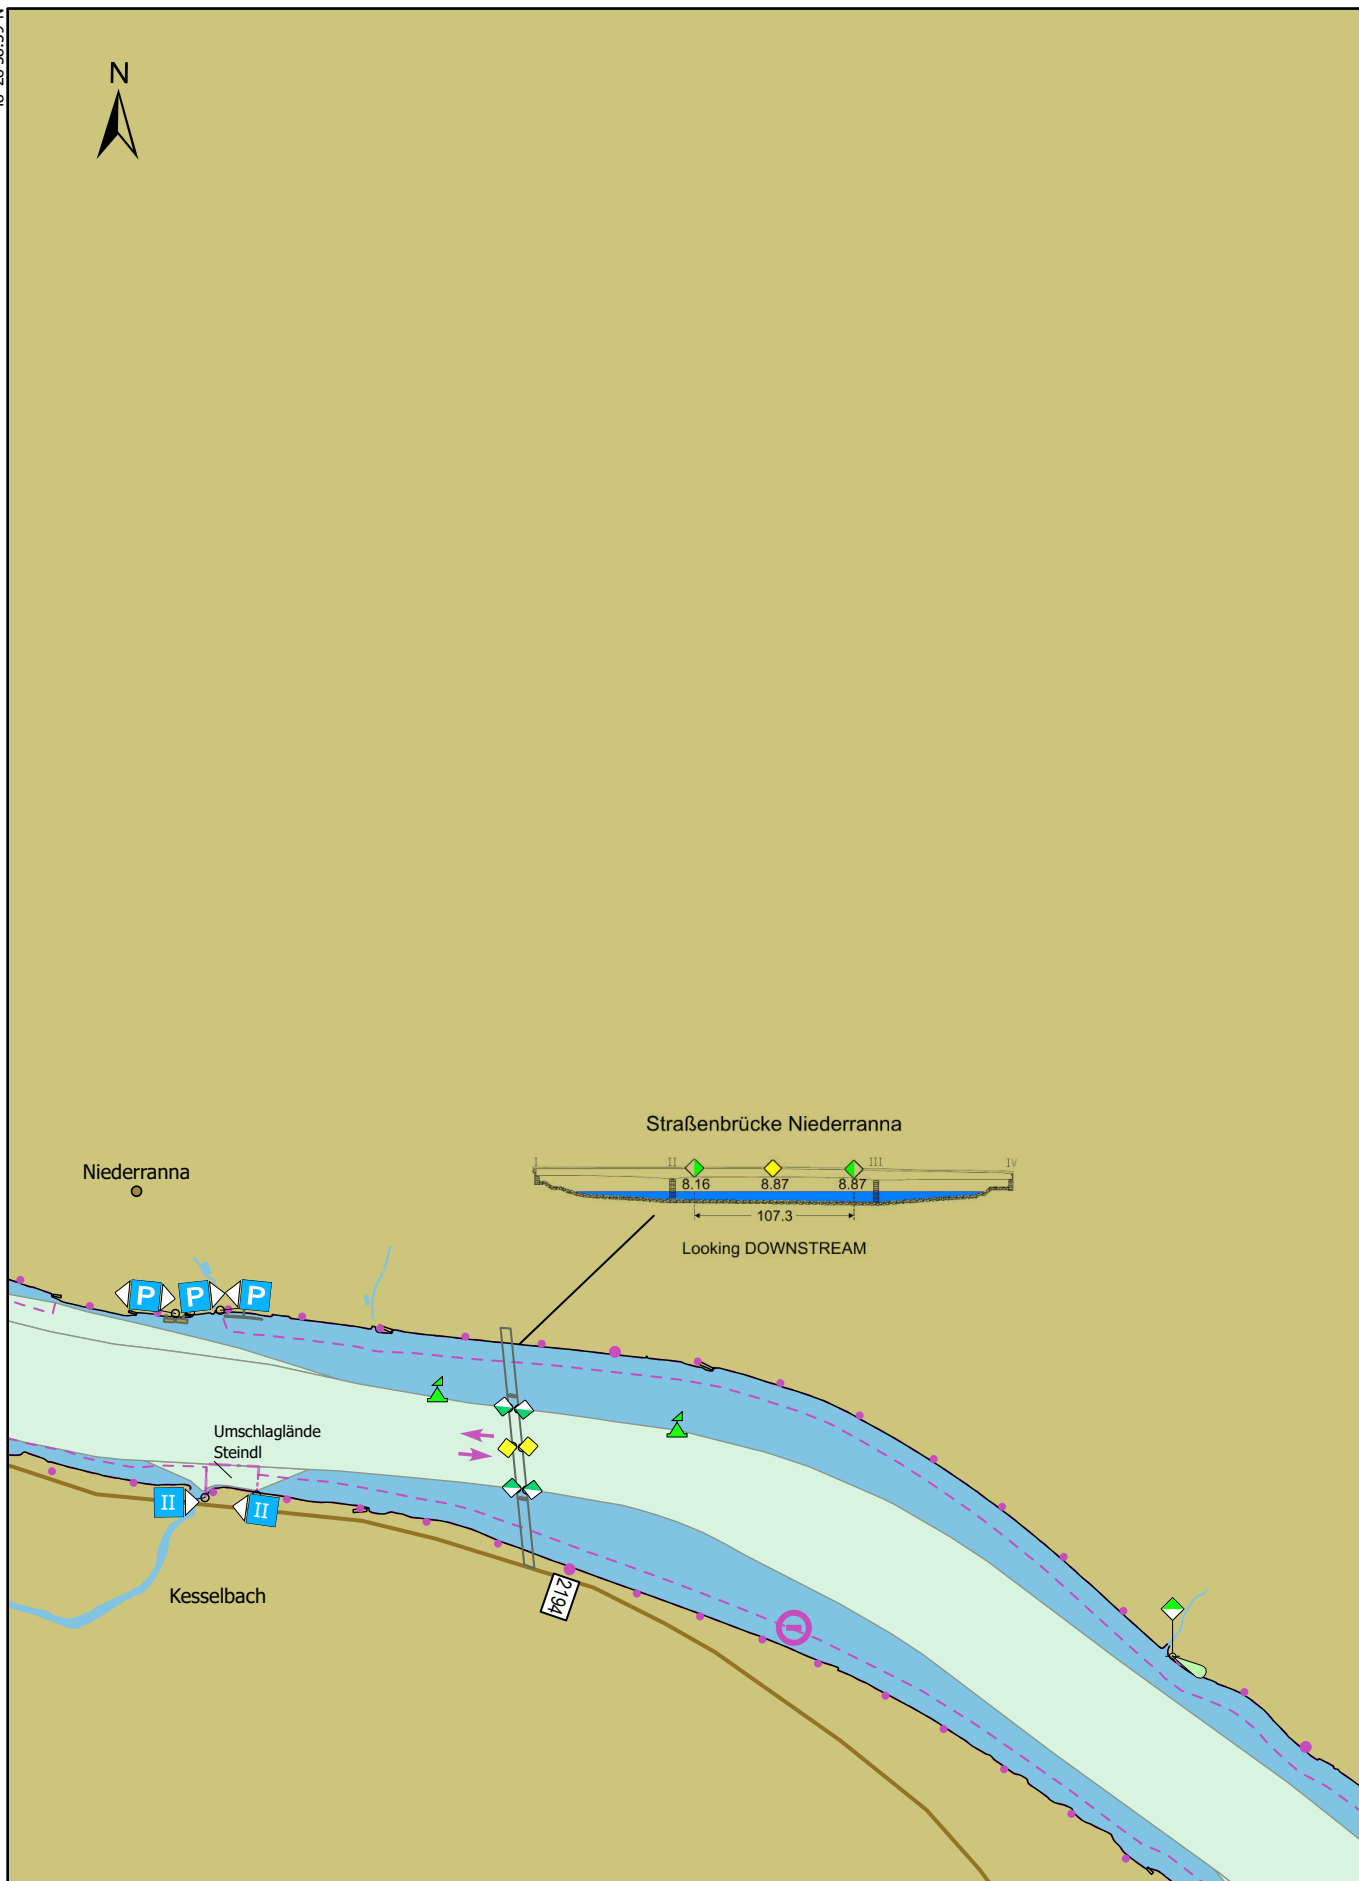 N
Straßenbrücke Niederranna
I II III IV
8.16 8.87 8.87
107.3
Looking DOWNSTREAM
Niederranna
P P P
Umschlaglände
Steindl
II II
Kesselbach
2194